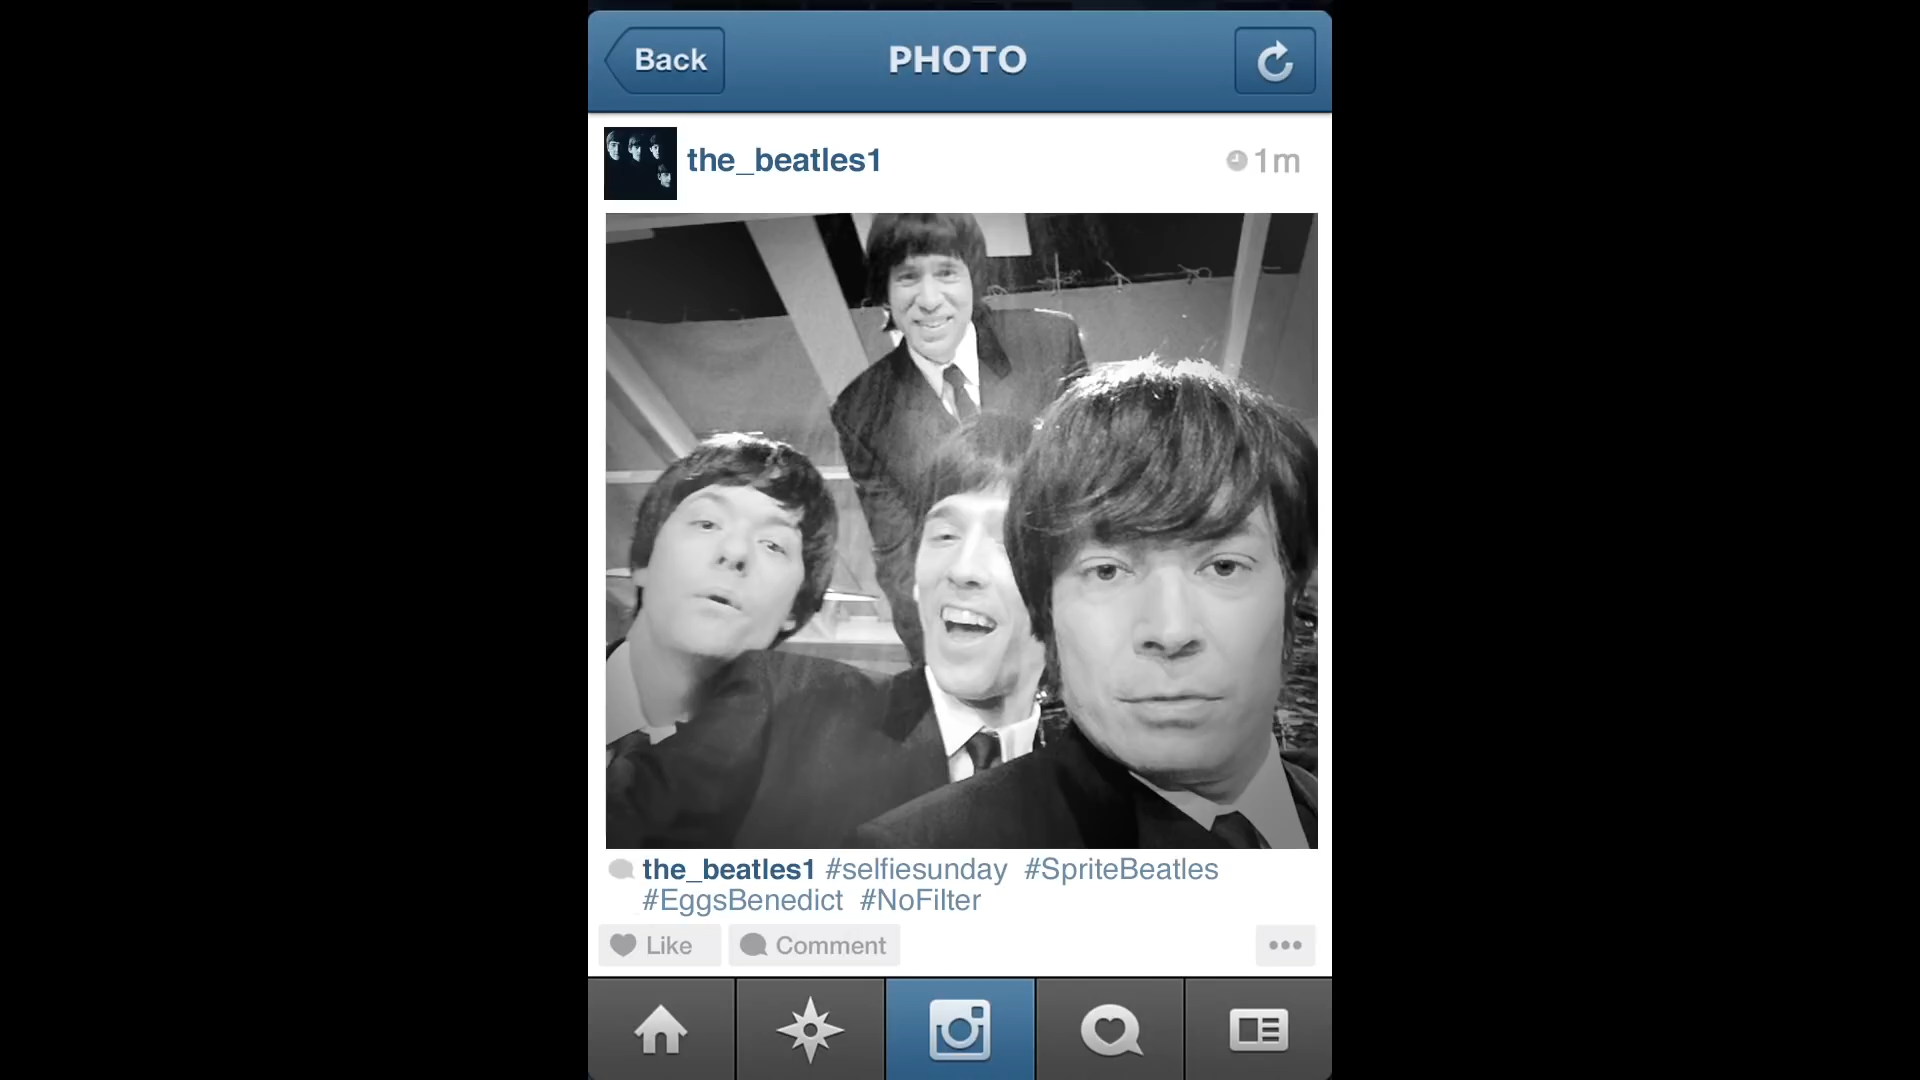 Back
PHOTO
the_beatles1
1m
the_beatles1 #selfiesunday #SpriteBeatles
#EggsBenedict #NoFilter
Like
Comment